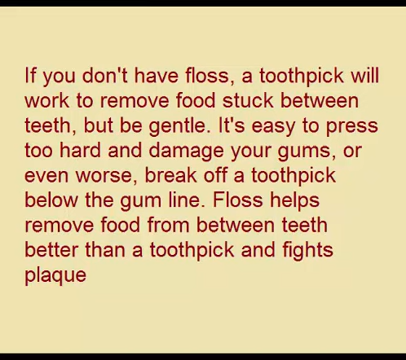 If you don't have floss, a toothpick will
work to remove food stuck between
teeth, but be gentle. It's easy to press
too hard and damage your gums, or
even worse, break off a toothpick
below the gum line. Floss helps
remove food from between teeth
better than a toothpick and fights
plaque